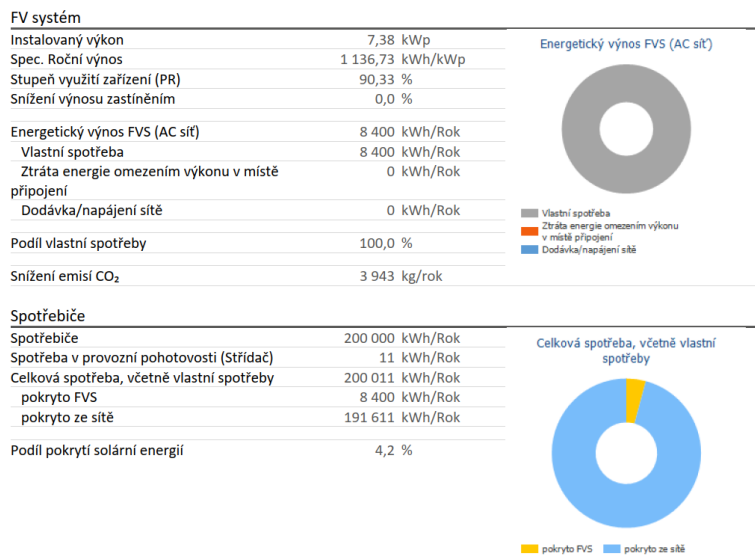 FV systém
Instalovaný výkon 7,38 kWp
Spec. Roční výnos 1 136,73 kWh/kWp
Stupeň využití zařízení (PR) 90,33 %
Snížení výnosu zastíněním 0,0 %
Energetický výnos FVS (AC síť) 8 400 kWh/Rok
Vlastní spotřeba 8 400 kWh/Rok
Ztráta energie omezením výkonu v místě 0 kWh/Rok
připojení
Dodávka/napájení sítě 0 kWh/Rok
Podíl vlastní spotřeby 100,0 %
Snížení emisí CO₂ 3 943 kg/rok
Energetický výnos FVS (AC síť)
Vlastní spotřeba
Ztráta energie omezením výkonu
v místě připojení
Dodávka/napájení sítě
Spotřebiče
Spotřebiče 200 000 kWh/Rok
Spotřeba v provozní pohotovosti (Střídač) 11 kWh/Rok
Celková spotřeba, včetně vlastní spotřeby 200 011 kWh/Rok
pokryto FVS 8 400 kWh/Rok
pokryto ze sítě 191 611 kWh/Rok
Podíl pokrytí solární energií 4,2 %
Celková spotřeba, včetně vlastní
spotřeby
pokryto FVS pokryto ze sítě